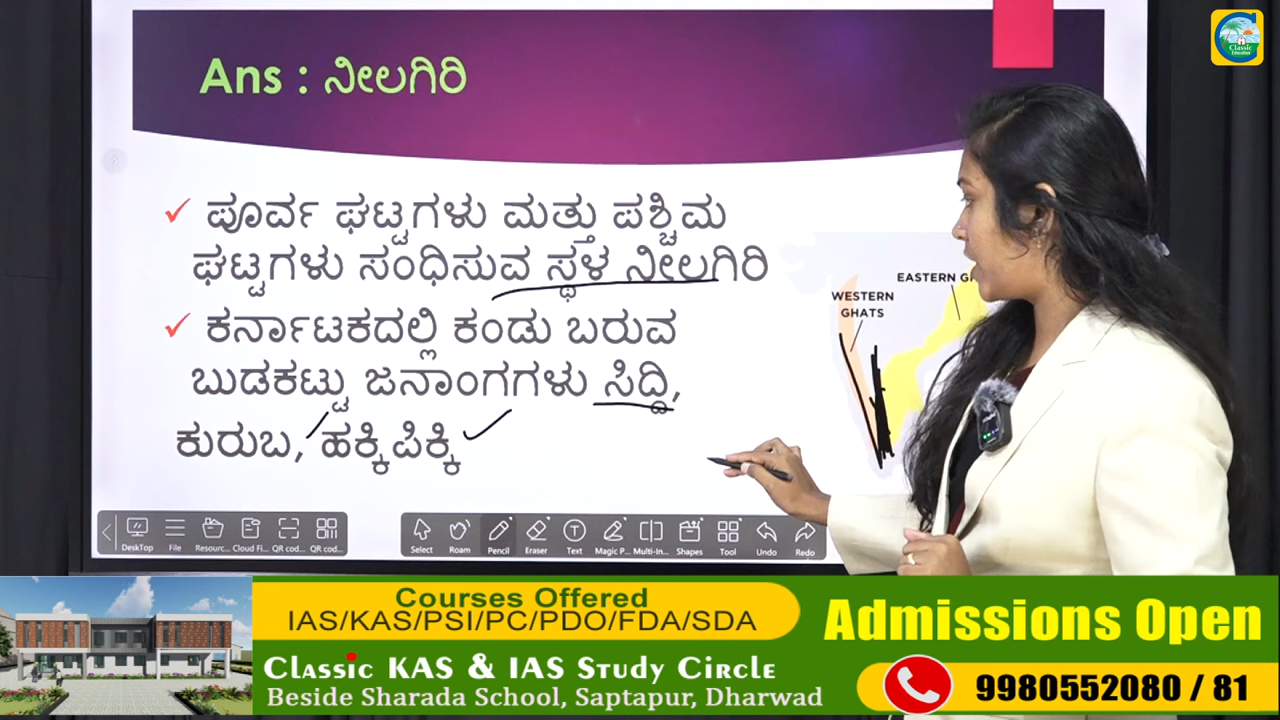 Classic
Education
Ans : ನೀಲಗಿರಿ
ಪೂರ್ವ ಘಟ್ಟಗಳು ಮತ್ತು ಪಶ್ಚಿಮ
ಘಟ್ಟಗಳು ಸಂಧಿಸುವ ಸ್ಥಳ ನೀಲಗಿರಿ
ಕರ್ನಾಟಕದಲ್ಲಿ ಕಂಡು ಬರುವ
ಬುಡಕಟ್ಟು ಜನಾಂಗಗಳು ಸಿದ್ದಿ,
ಕುರುಬ, ಹಕ್ಕಿಪಿಕ್ಕಿ
EASTERN
WESTERN
GHATS
DeskTop File Resourc... Cloud Fi... QR cod... QR cod...
Select Roam Pencil Eraser Text Magic P... Multi-In... Shapes Tool Undo Redo
Courses Offered
IAS/KAS/PSI/PC/PDO/FDA/SDA
Classic KAS & IAS Study Circle
Beside Sharada School, Saptapur, Dharwad
Admissions Open
9980552080 / 81